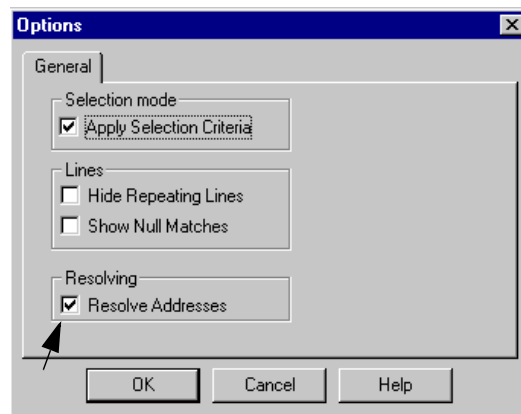 Options
General
Selection mode
Apply Selection Criteria
Lines
Hide Repeating Lines
Show Null Matches
Resolving
Resolve Addresses
OK Cancel Help